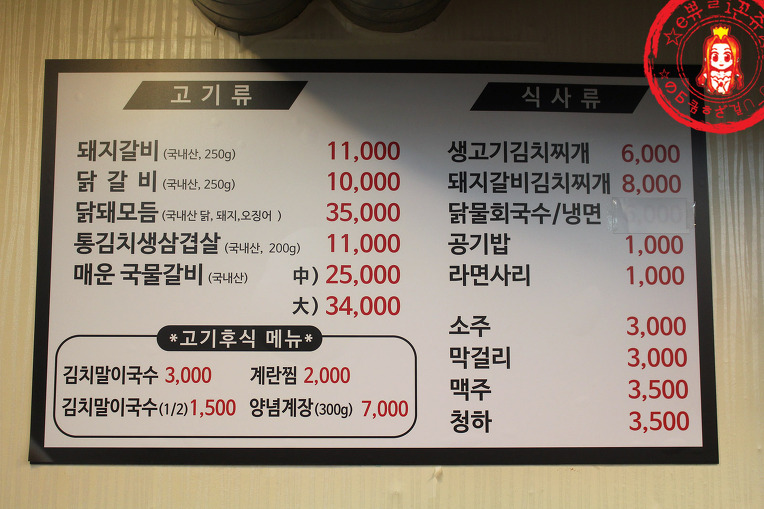 고기류
돼지갈비 (국내산, 250g) 11,000
닭 갈 비 (국내산, 250g) 10,000
닭돼모듬 (국내산 닭, 돼지,오징어 ) 35,000
통김치생삼겹살 (국내산, 200g) 11,000
매운 국물갈비 (국내산) 中) 25,000
大) 34,000
*고기후식 메뉴*
김치말이국수 3,000 계란찜 2,000
김치말이국수(1/2) 1,500 양념계장(300g) 7,000
식사류
생고기김치찌개 6,000
돼지갈비김치찌개 8,000
닭물회국수/냉면
공기밥 1,000
라면사리 1,000
소주 3,000
막걸리 3,000
맥주 3,500
청하 3,500